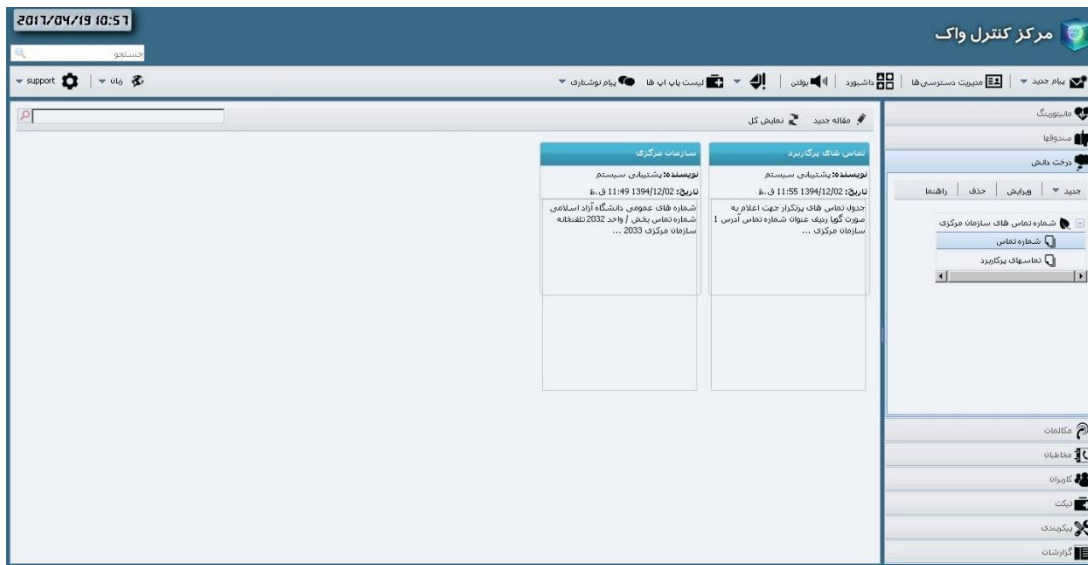 مرکز کنترل واک
2017/04/19 10:57
جستجو
پیام جدید
مدیریت دسترسی ها
داشبورد
بولتن
لیست پاپ آپ ها
پیام نوشتاری
زبان
support
مانیتورینگ
صندوقها
درخت دانش
جدید
ویرایش
حذف
راهنما
شماره تماس های سازمان مرکزی
شماره تماس
تماسهای پرکاربرد
مکالمات
مخاطبان
کاربران
تیکت
پیکربندی
گزارشات
مقاله جدید
نمایش کل
تماس های پرکاربرد
نویسنده: پشتیبانی سیستم
تاریخ: 1394/12/02 11:55 ق.ظ
جدول تماس های پرتکرار جهت اعلام به
صورت گویا ردیف عنوان شماره تماس آدرس 1
سازمان مرکزی ...
سازمان مرکزی
نویسنده: پشتیبانی سیستم
تاریخ: 1394/12/02 11:49 ق.ظ
شماره های عمومی دانشگاه آزاد اسلامی
شماره تماس بخش / واحد 2032 تلفنخانه
سازمان مرکزی 2033 ...